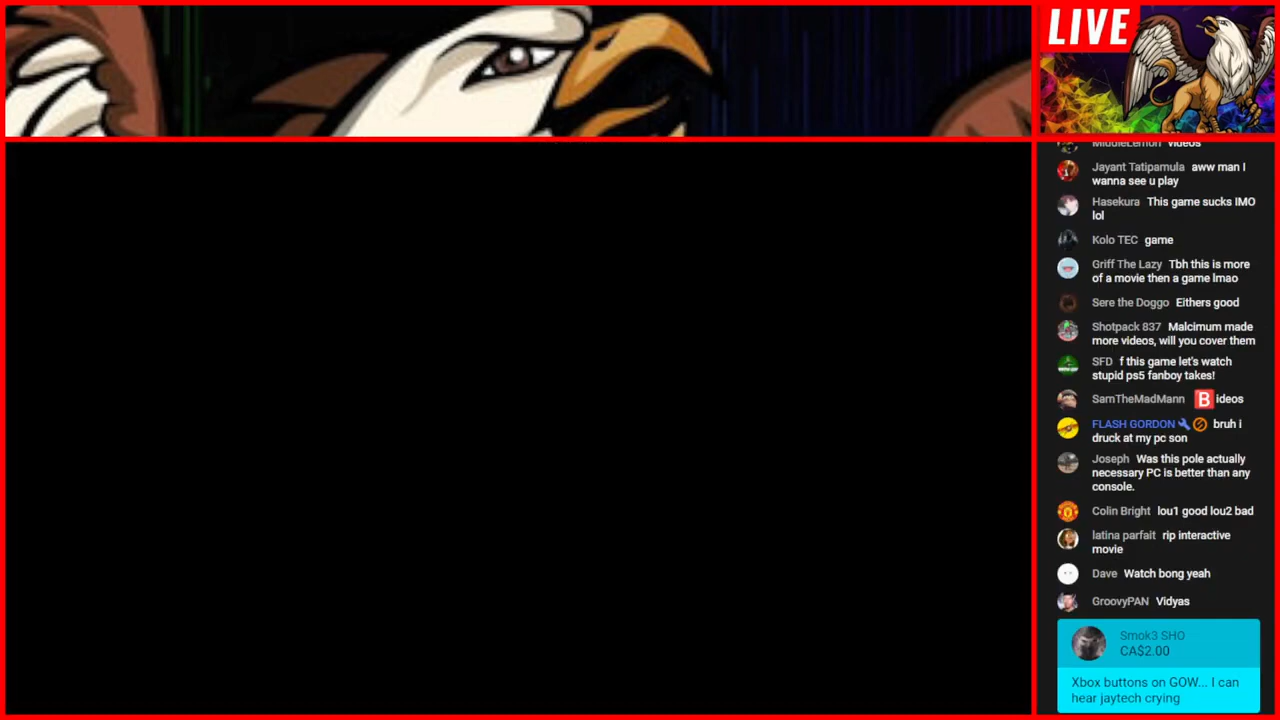 LIVE
MiddleLemon videos
Jayant Tatipamula aww man I
wanna see u play
Hasekura This game sucks IMO
lol
Kolo TEC game
Griff The Lazy Tbh this is more
of a movie then a game lmao
Sere the Doggo Eithers good
Shotpack 837 Malcimum made
more videos, will you cover them
SFD f this game let's watch
stupid ps5 fanboy takes!
SamTheMadMann 🅱️ideos
FLASH GORDON bruh i
druck at my pc son
Joseph Was this pole actually
necessary PC is better than any
console.
Colin Bright lou1 good lou2 bad
latina parfait rip interactive
movie
Dave Watch bong yeah
GroovyPAN Vidyas
Smok3 SHO
CA$2.00
Xbox buttons on GOW... I can
hear jaytech crying